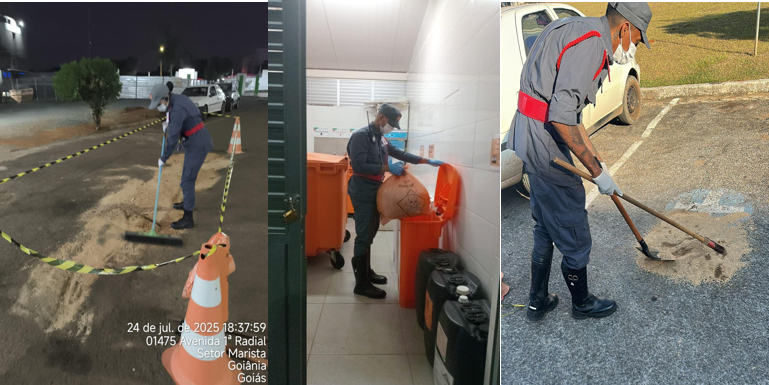 24 de jul. de 2025 18:37:59
01475 Avenida 1ª Radial
Setor Marista
Goiânia
Goiás